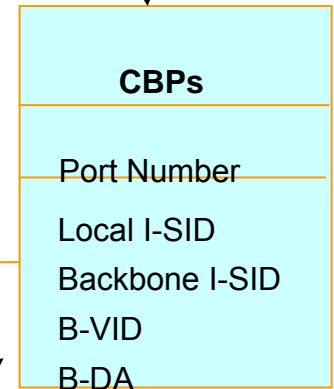 CBPs
Port Number
Local I-SID
Backbone I-SID
B-VID
B-DA